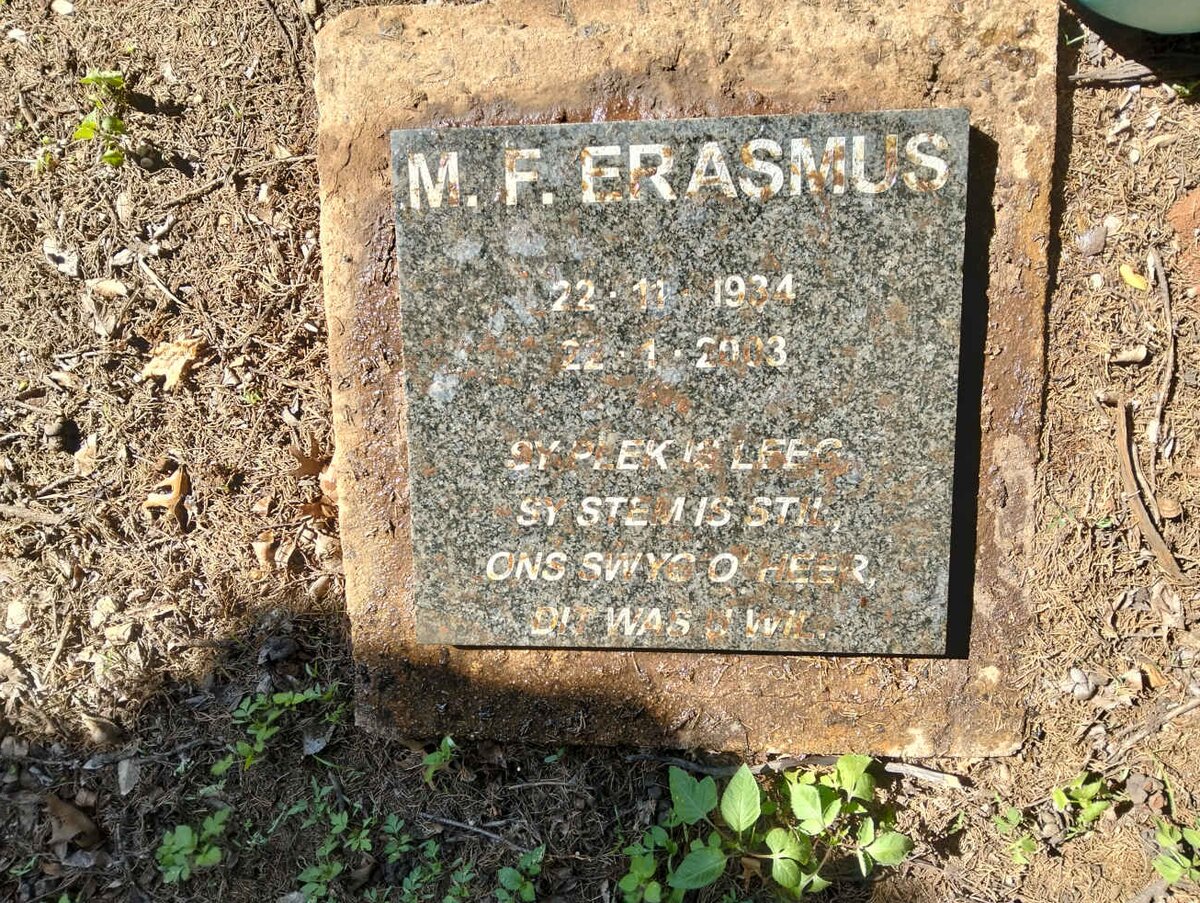 M. F. ERASMUS
22 · 11 · 1934
22 · 1 · 2003
SY PLEK IS LEEG,
SY STEM IS STIL,
ONS SWYG O' HEER,
DIT WAS U WIL.